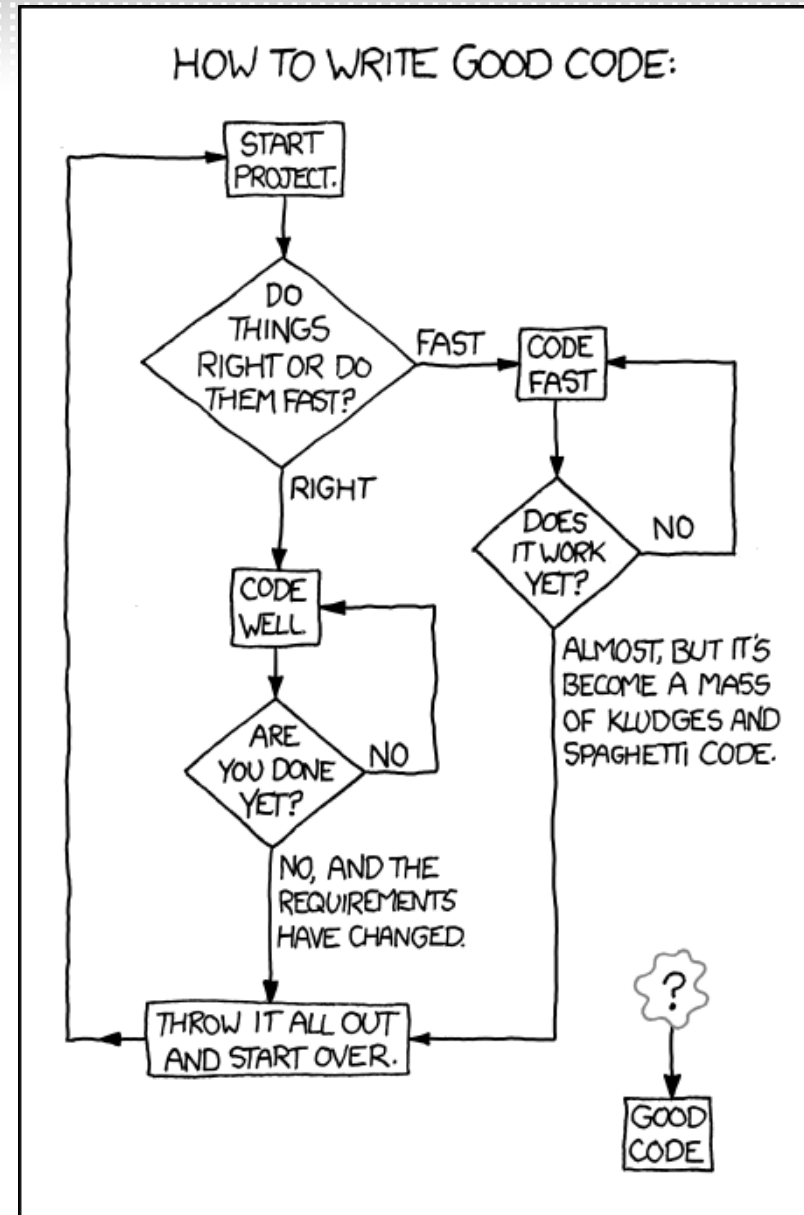 HOW TO WRITE GOOD CODE:
START
PROJECT.
DO
THINGS
RIGHT OR DO
THEM FAST?
FAST
CODE
FAST
RIGHT
DOES
IT WORK
YET?
NO
CODE
WELL.
ALMOST, BUT IT'S
BECOME A MASS
OF KLUDGES AND
SPAGHETTI CODE.
ARE
YOU DONE
YET?
NO
NO, AND THE
REQUIREMENTS
HAVE CHANGED.
THROW IT ALL OUT
AND START OVER.
?
GOOD
CODE